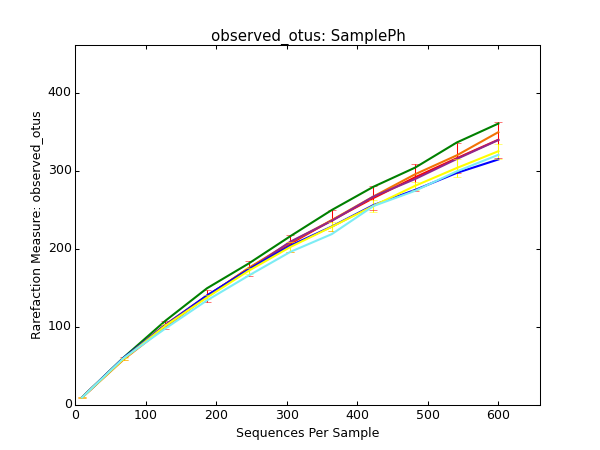 observed_otus: SamplePh
400
300
200
100
0
0 100 200 300 400 500 600
Rarefaction Measure: observed_otus
Sequences Per Sample